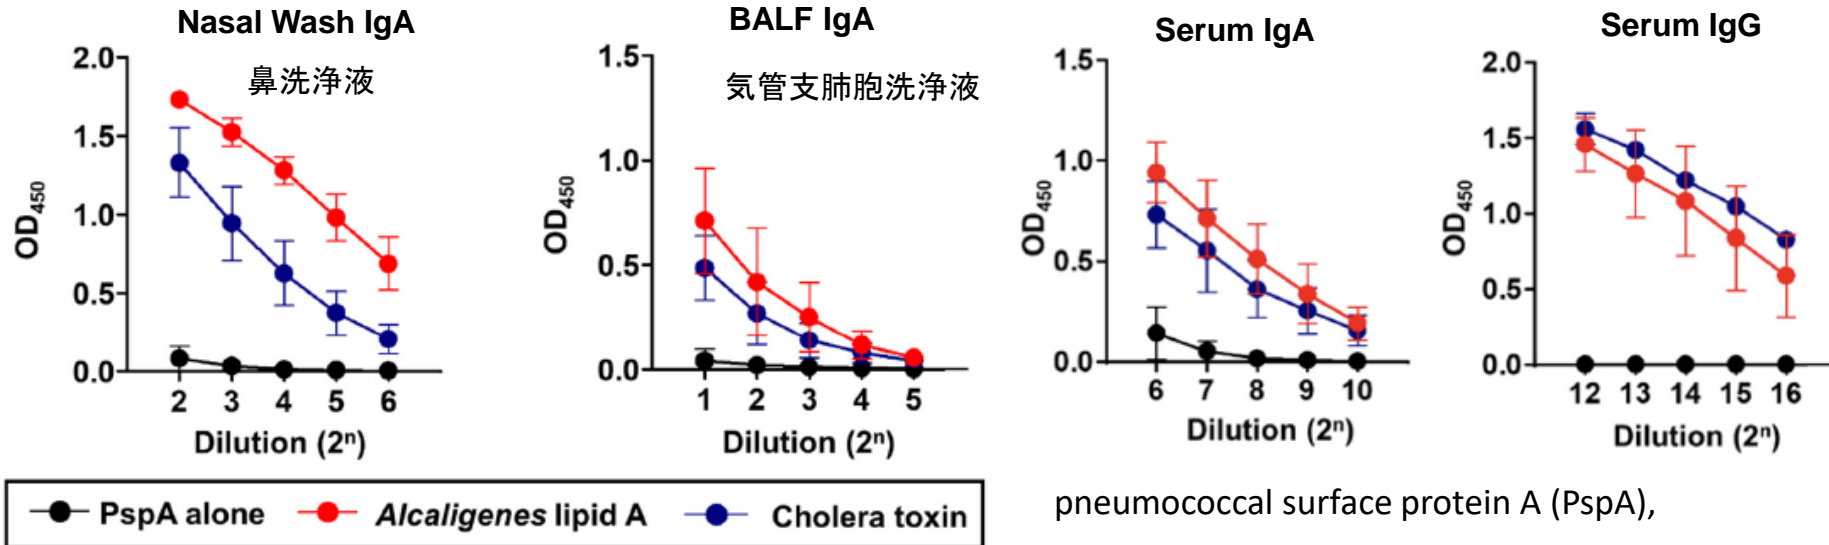 Nasal Wash IgA
鼻洗浄液
2.0
1.5
1.0
0.5
0.0
OD450
2 3 4 5 6
Dilution (2ⁿ)
BALF IgA
気管支肺胞洗浄液
1.5
1.0
0.5
0.0
OD450
1 2 3 4 5
Dilution (2ⁿ)
Serum IgA
1.5
1.0
0.5
0.0
OD450
6 7 8 9 10
Dilution (2ⁿ)
Serum IgG
2.0
1.5
1.0
0.5
0.0
OD450
12 13 14 15 16
Dilution (2ⁿ)
PspA alone Alcaligenes lipid A Cholera toxin
pneumococcal surface protein A (PspA),